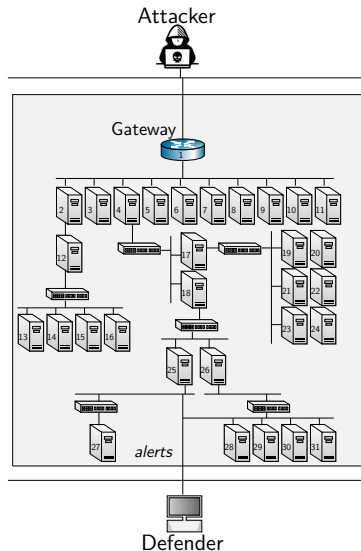 Attacker
Gateway
1
2 3 4 5 6 7 8 9 10 11
12 17 19 20
18 21 22
13 14 15 16 23 24
25 26
27 28 29 30 31
alerts
Defender